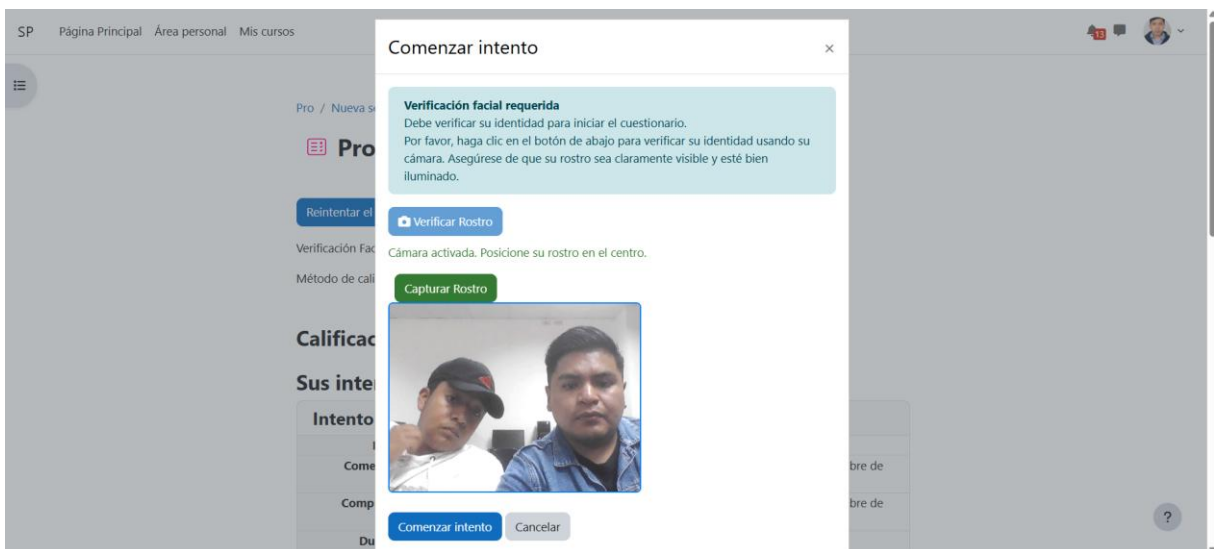 SP Página Principal Área personal Mis cursos
13
Comenzar intento ×
Pro / Nueva s
Pro
Verificación facial requerida
Debe verificar su identidad para iniciar el cuestionario.
Por favor, haga clic en el botón de abajo para verificar su identidad usando su
cámara. Asegúrese de que su rostro sea claramente visible y esté bien
iluminado.
Reintentar el
Verificar Rostro
Verificación Fac
Cámara activada. Posicione su rostro en el centro.
Método de cali
Capturar Rostro
Calificac
Sus inte
Intento
Come
bre de
Comp
bre de
Comenzar intento Cancelar
?
Du